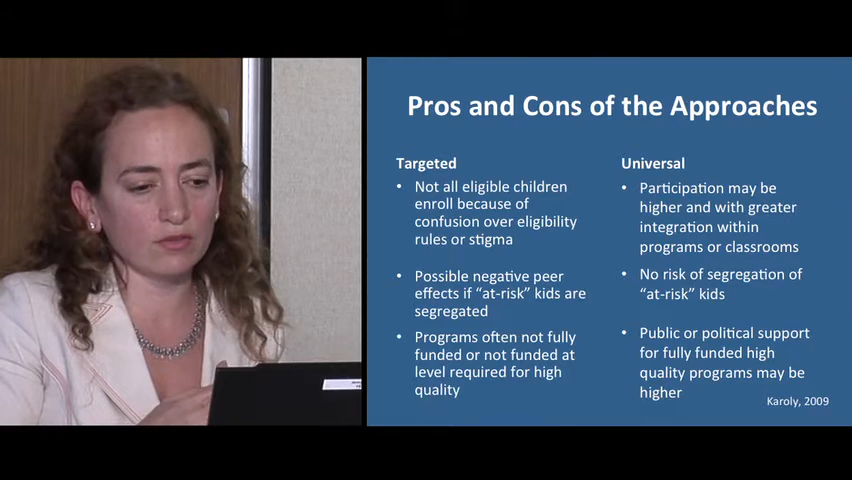 Pros and Cons of the Approaches
Targeted
• Not all eligible children
enroll because of
confusion over eligibility
rules or stigma
• Possible negative peer
effects if “at-risk” kids are
segregated
• Programs often not fully
funded or not funded at
level required for high
quality
Universal
• Participation may be
higher and with greater
integration within
programs or classrooms
• No risk of segregation of
“at-risk” kids
• Public or political support
for fully funded high
quality programs may be
higher
Karoly, 2009